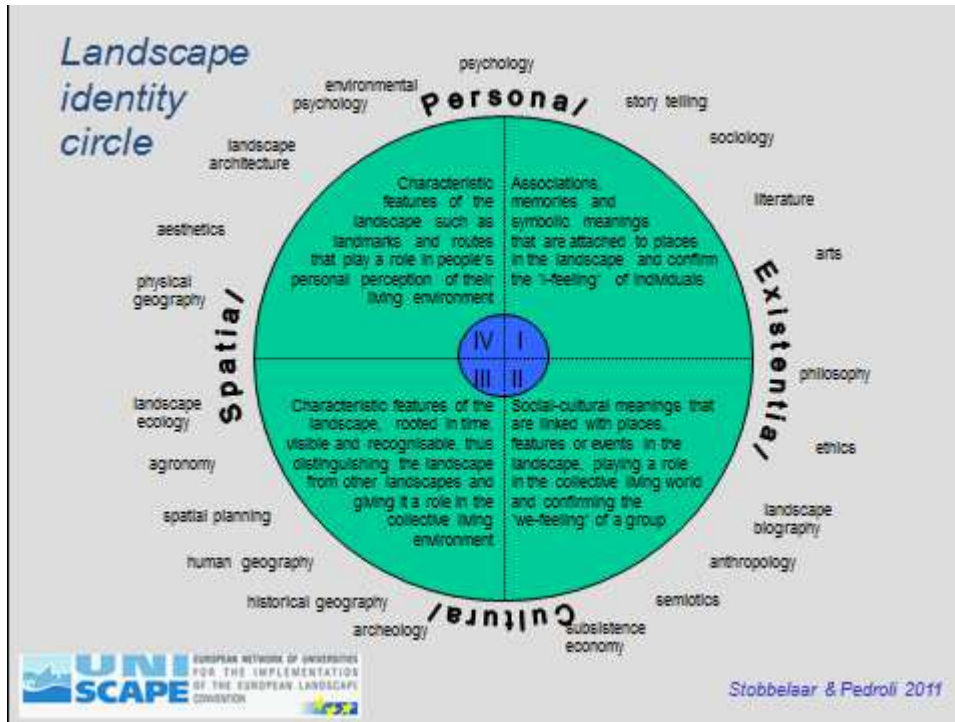 Landscape
identity
circle
psychology
environmental
psychology
Personal
story telling
sociology
landscape
architecture
literature
aesthetics
arts
physical
geography
Spatial
Existential
Characteristic
features of the
landscape such as
landmarks and routes
that play a role in people's
personal perception of their
living environment
Associations,
memories and
symbolic meanings
that are attached to places
in the landscape and confirm
the 'I-feeling' of individuals
IV I
III II
Characteristic features of the
landscape, rooted in time,
visible and recognisable, thus
distinguishing the landscape
from other landscapes and
giving it a role in the
collective living
environment
Social-cultural meanings that
are linked with places,
features or events in the
landscape, playing a role
in the collective living world
and confirming the
'we-feeling' of a group
philosophy
landscape
ecology
ethics
agronomy
landscape
biography
spatial planning
anthropology
human geography
semiotics
historical geography
archeology
Cultural
subsistence
economy
UNI
SCAPE
EUROPEAN NETWORK OF UNIVERSITIES
FOR THE IMPLEMENTATION
OF THE EUROPEAN LANDSCAPE
CONVENTION
Stobbelaar & Pedroli 2011